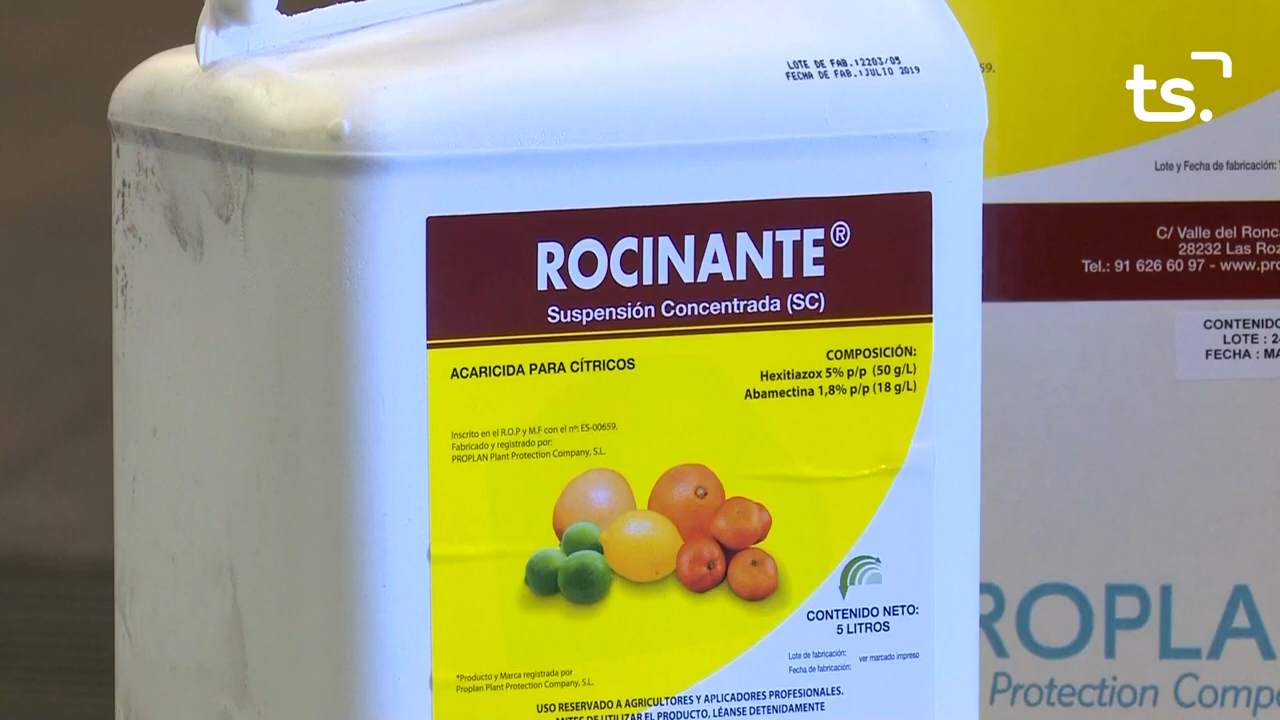 LOTE DE FAB.:2203/05
FECHA DE FAB.:JULIO 2019
59.
ts.
Lote y Fecha de fabricación:
ROCINANTE®
Suspensión Concentrada (SC)
ACARICIDA PARA CÍTRICOS
COMPOSICIÓN:
Hexitiazox 5% p/p (50 g/L)
Abamectina 1,8% p/p (18 g/L)
Inscrito en el R.O.P y M.F con el nº: ES-00659.
Fabricado y registrado por:
PROPLAN Plant Protection Company, S.L.
CONTENIDO NETO:
5 LITROS
Lote de fabricación:
Fecha de fabricación:
ver marcado impreso
*Producto y Marca registrada por
Proplan Plant Protection Company, S.L.
USO RESERVADO A AGRICULTORES Y APLICADORES PROFESIONALES.
ANTES DE UTILIZAR EL PRODUCTO, LÉANSE DETENIDAMENTE
C/ Valle del Ronc
28232 Las Roz
Tel.: 91 626 60 97 - www.pro
CONTENIDO
LOTE : 2
FECHA : MA
ROPLA
Protection Comp